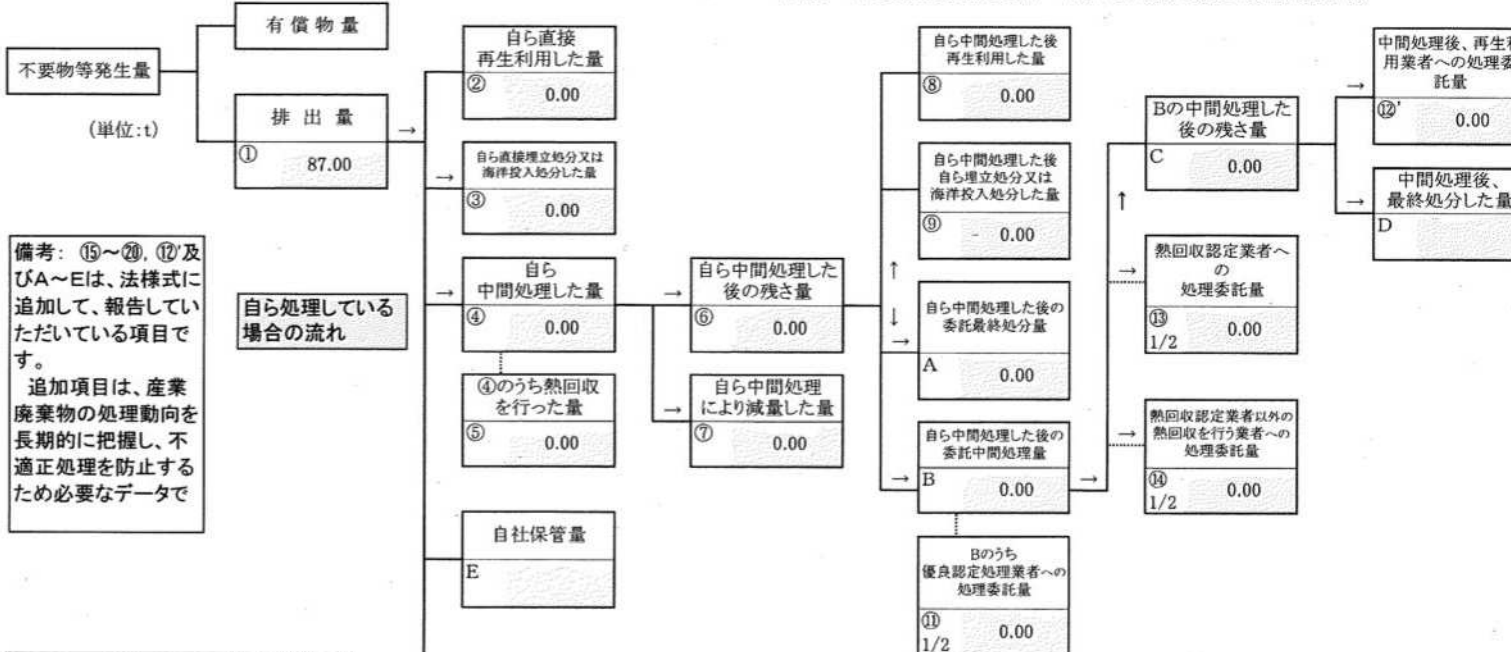 不要物等発生量
(単位:t)
有償物量
排出量
①
87.00
→
備考: ⑮～⑳, ⑫'及
びA～Eは、法様式に
追加して、報告してい
ただいている項目で
す。
追加項目は、産業
廃棄物の処理動向を
長期的に把握し、不
適正処理を防止する
ため必要なデータで
自ら処理している
場合の流れ
自ら直接
再生利用した量
②
0.00
→
自ら直接埋立処分又は
海洋投入処分した量
③
0.00
→
自ら
中間処理した量
④
0.00
④のうち熱回収
を行った量
⑤
0.00
自社保管量
E
→
自ら中間処理した
後の残さ量
⑥
0.00
→
自ら中間処理
により減量した量
⑦
0.00
自ら中間処理した後
再生利用した量
⑧
0.00
自ら中間処理した後
自ら埋立処分又は
海洋投入処分した量
⑨
- 0.00
↑
↓
→
自ら中間処理した後の
委託最終処分量
A
0.00
→
自ら中間処理した後の
委託中間処理量
B
0.00
→
Bのうち
優良認定処理業者への
処理委託量
⑪
1/2
0.00
Bの中間処理した
後の残さ量
C
0.00
↑
→
熱回収認定業者へ
の
処理委託量
⑬
1/2
0.00
→
熱回収認定業者以外の
熱回収を行う業者への
処理委託量
⑭
1/2
0.00
→
中間処理後、再生利
用業者への処理委
託量
⑫'
0.00
→
中間処理後、
最終処分した量
D